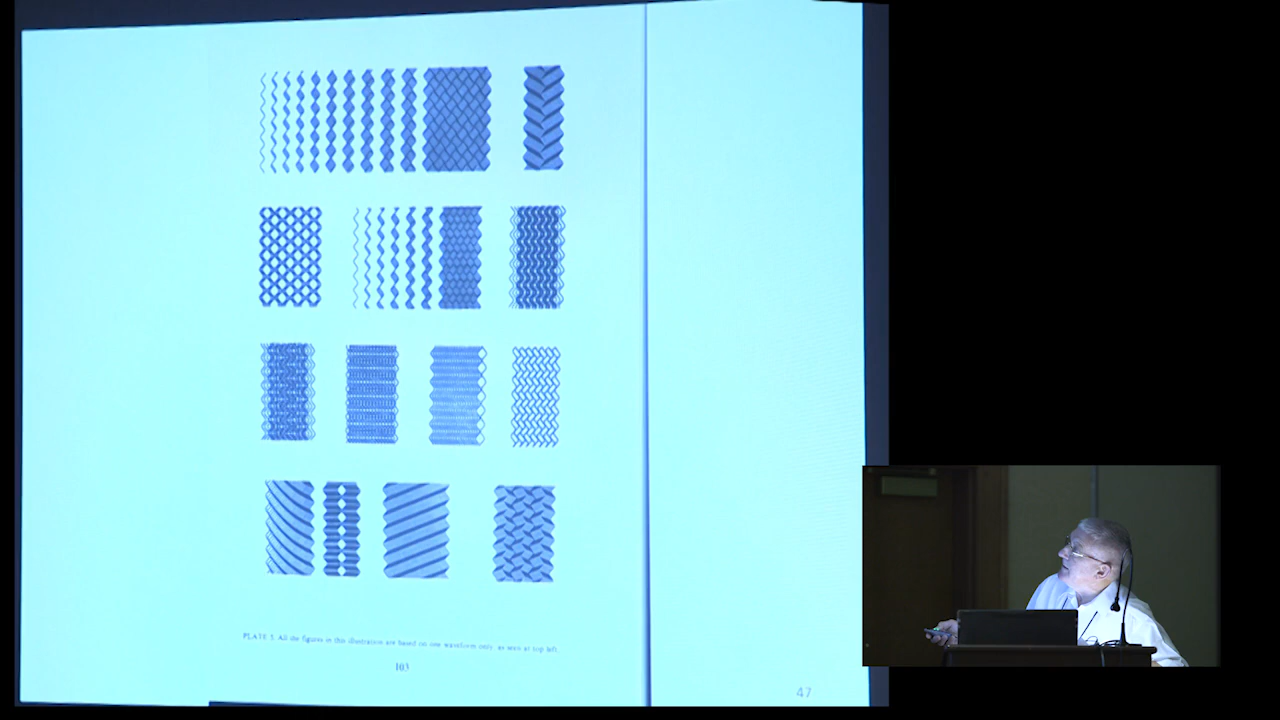 PLATE 5. All the figures in this illustration are based on one waveform only, as seen at top left.
103
47